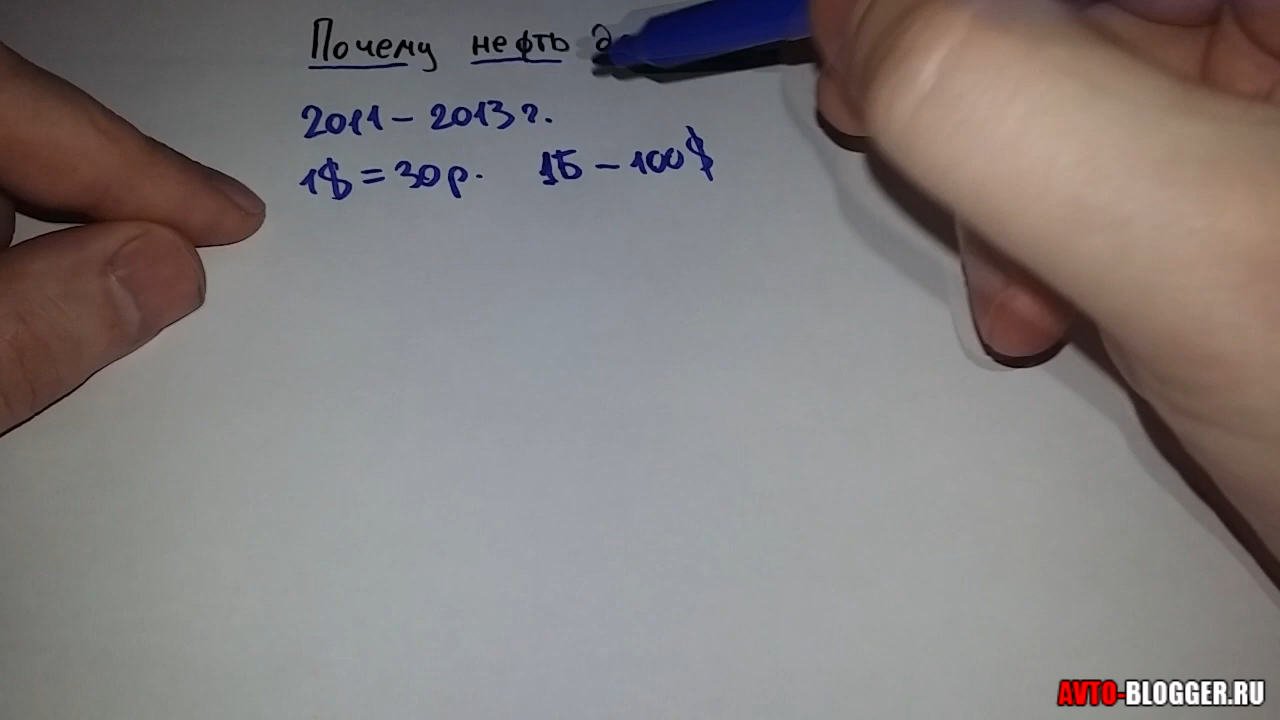 Почему нефть д
2011 – 2013 г.
1$ = 30 р. 1Б – 100$
AVTO-BLOGGER.RU